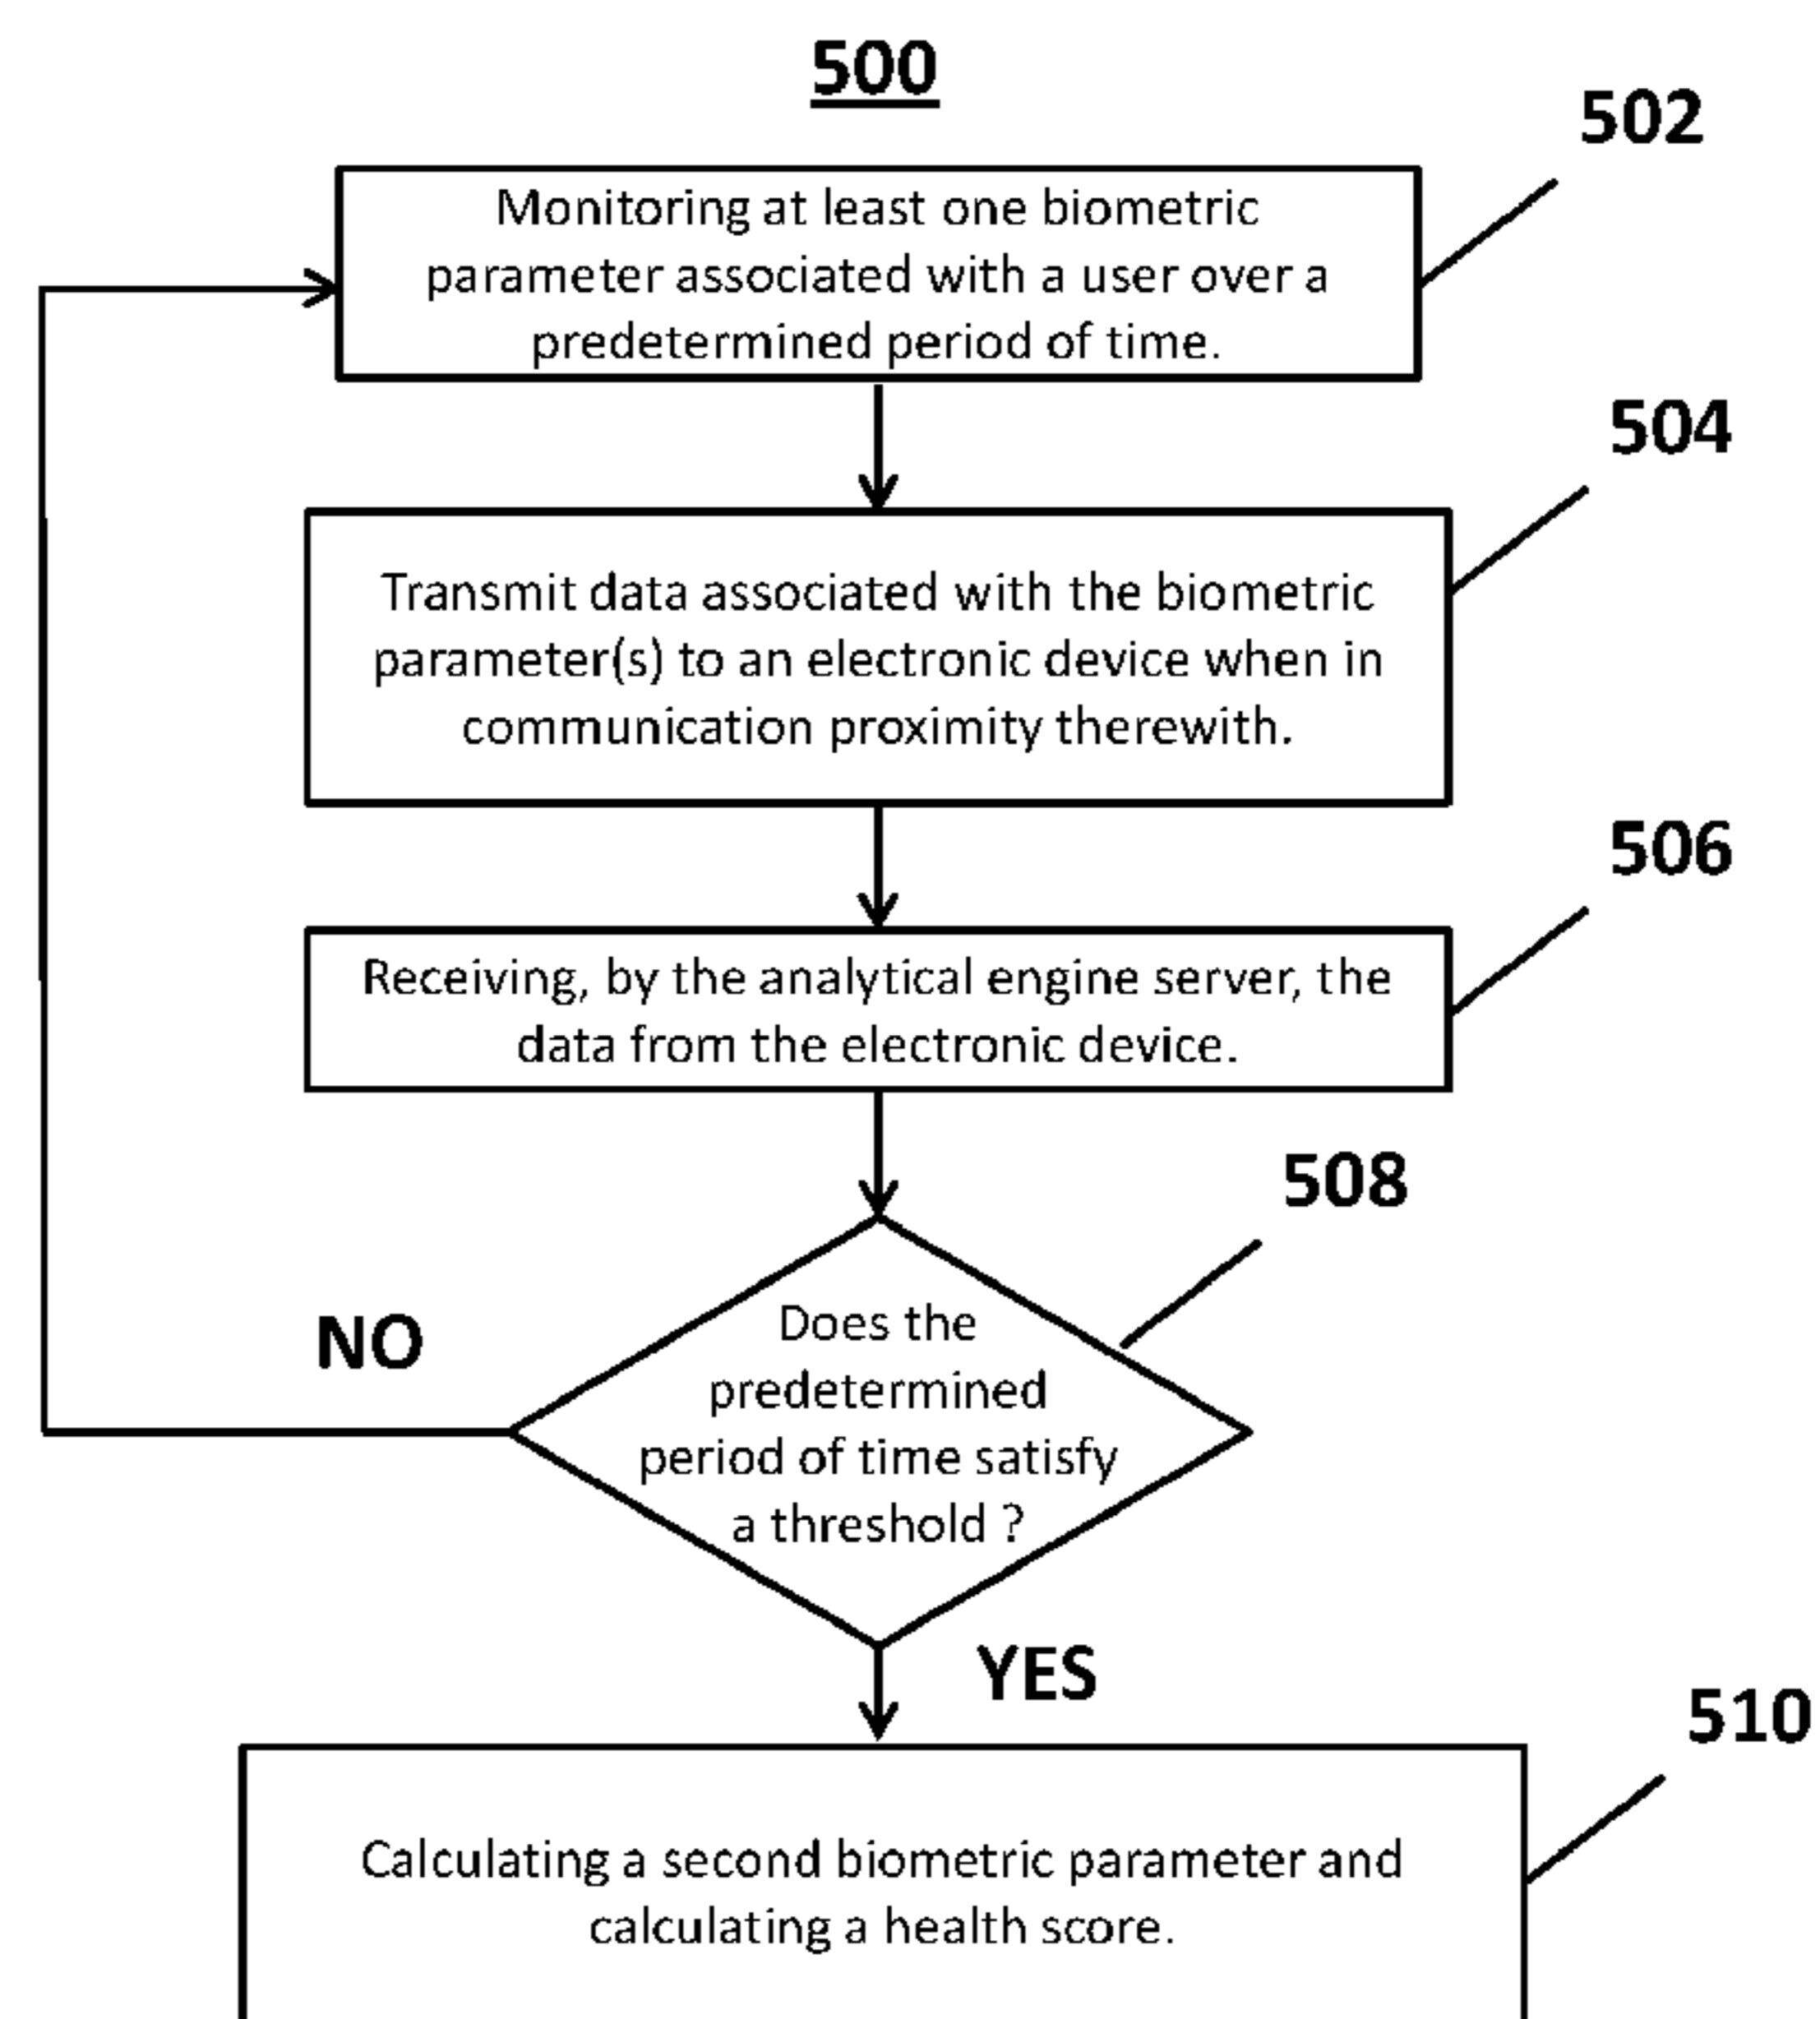 500
502
Monitoring at least one biometric
parameter associated with a user over a
predetermined period of time.
504
Transmit data associated with the biometric
parameter(s) to an electronic device when in
communication proximity therewith.
506
Receiving, by the analytical engine server, the
data from the electronic device.
508
Does the
predetermined
period of time satisfy
a threshold ?
NO
YES
510
Calculating a second biometric parameter and
calculating a health score.